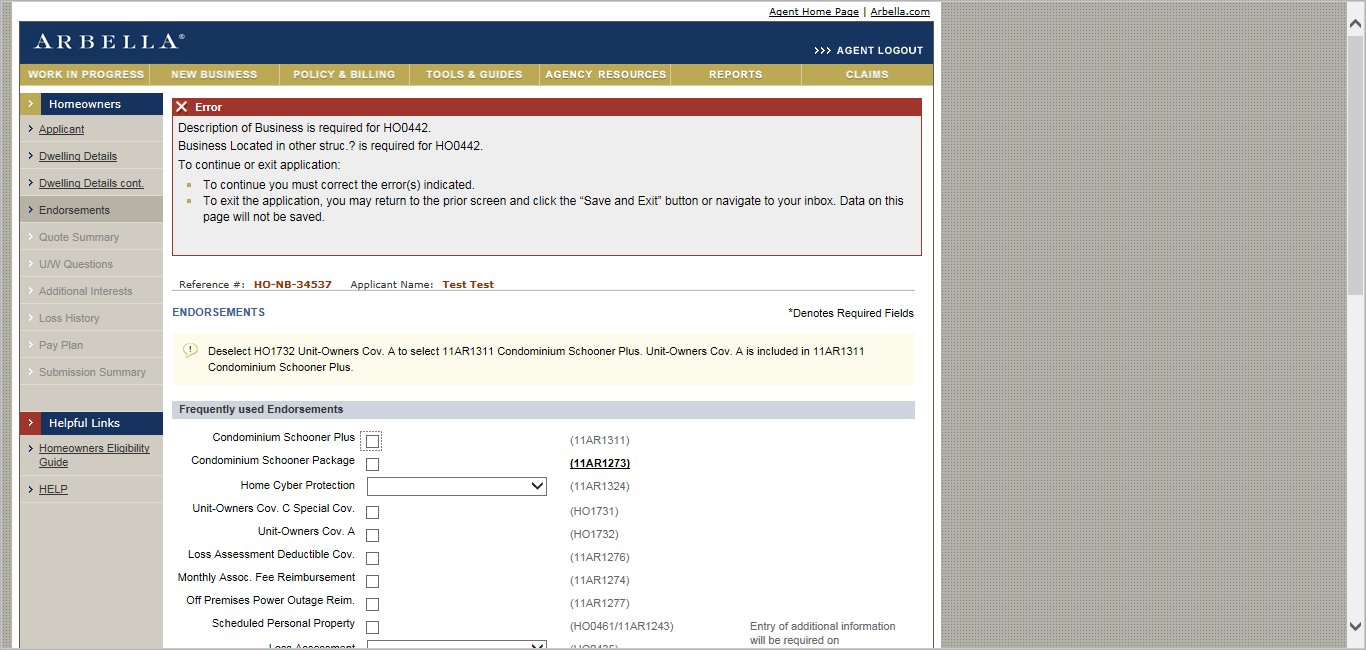 Agent Home Page | Arbella.com
ARBELLA®
>>> AGENT LOGOUT
WORK IN PROGRESS NEW BUSINESS POLICY & BILLING TOOLS & GUIDES AGENCY RESOURCES REPORTS CLAIMS
Homeowners
Applicant
Dwelling Details
Dwelling Details cont.
Endorsements
Quote Summary
U/W Questions
Additional Interests
Loss History
Pay Plan
Submission Summary
Helpful Links
Homeowners Eligibility
Guide
HELP
Error
Description of Business is required for HO0442.
Business Located in other struc.? is required for HO0442.
To continue or exit application:
To continue you must correct the error(s) indicated.
To exit the application, you may return to the prior screen and click the “Save and Exit” button or navigate to your inbox. Data on this
page will not be saved.
Reference #: HO-NB-34537 Applicant Name: Test Test
ENDORSEMENTS
*Denotes Required Fields
Deselect HO1732 Unit-Owners Cov. A to select 11AR1311 Condominium Schooner Plus. Unit-Owners Cov. A is included in 11AR1311
Condominium Schooner Plus.
Frequently used Endorsements
Condominium Schooner Plus (11AR1311)
Condominium Schooner Package (11AR1273)
Home Cyber Protection (11AR1324)
Unit-Owners Cov. C Special Cov. (HO1731)
Unit-Owners Cov. A (HO1732)
Loss Assessment Deductible Cov. (11AR1276)
Monthly Assoc. Fee Reimbursement (11AR1274)
Off Premises Power Outage Reim. (11AR1277)
Scheduled Personal Property (HO0461/11AR1243) Entry of additional information
will be required on
Loss Assessment (HO0435)